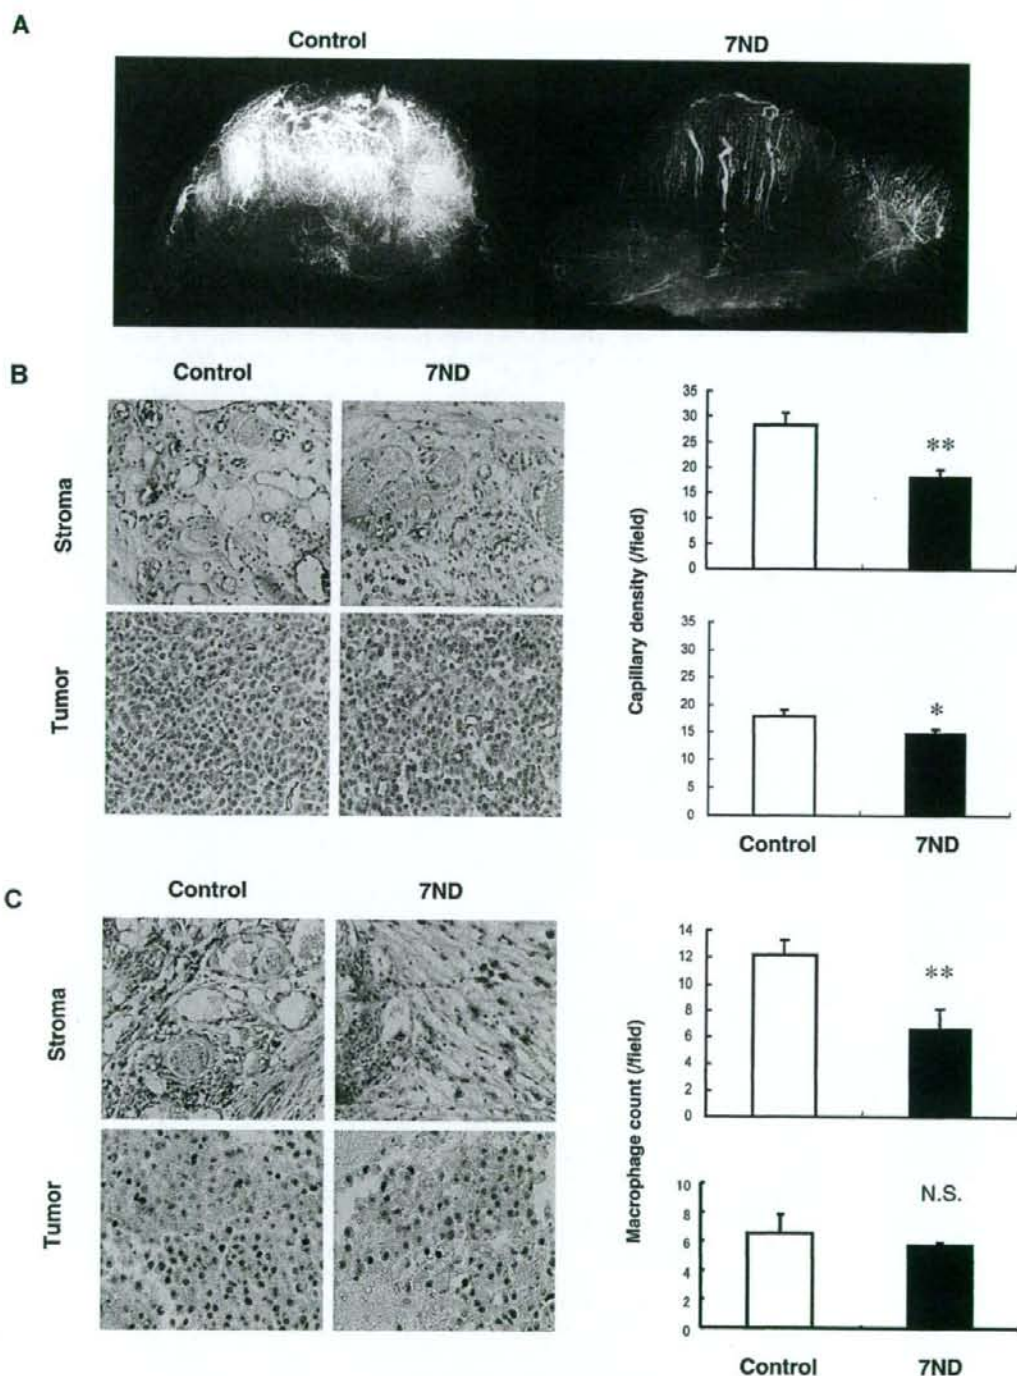 A
Control 7ND
B
Control 7ND
Stroma
Tumor
Capillary density (/field)
35
30
25
20
15
10
5
0
**
35
30
25
20
15
10
5
0
*
Control 7ND
C
Control 7ND
Stroma
Tumor
Macrophage count (/field)
14
12
10
8
6
4
2
0
**
10
8
6
4
2
0
N.S.
Control 7ND